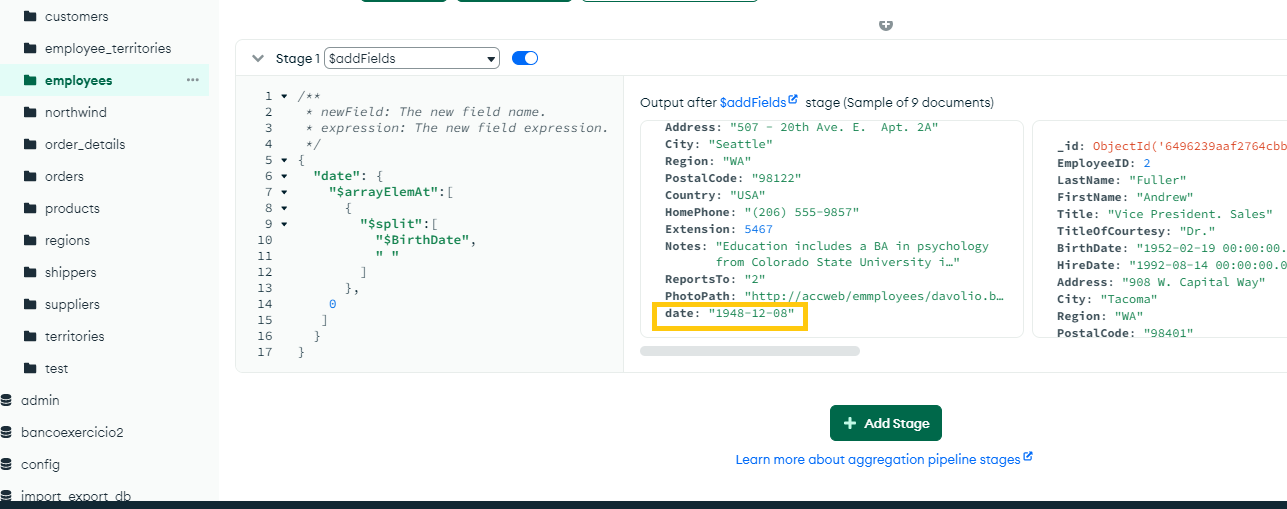 customers
employee_territories
employees ...
northwind
order_details
orders
products
regions
shippers
suppliers
territories
test
admin
bancoexercicio2
config
import_export_db
Stage 1 $addFields
1 /**
2 * newField: The new field name.
3 * expression: The new field expression.
4 */
5 {
6 "date": {
7 "$arrayElemAt":[
8 {
9 "$split":[
10 "$BirthDate",
11 " "
12 ]
13 },
14 0
15 ]
16 }
17 }
Output after $addFields stage (Sample of 9 documents)
Address: "507 - 20th Ave. E. Apt. 2A"
City: "Seattle"
Region: "WA"
PostalCode: "98122"
Country: "USA"
HomePhone: "(206) 555-9857"
Extension: 5467
Notes: "Education includes a BA in psychology
from Colorado State University i…"
ReportsTo: "2"
PhotoPath: "http://accweb/emmployees/davolio.b…
date: "1948-12-08"
_id: ObjectId('6496239aaf2764cbb
EmployeeID: 2
LastName: "Fuller"
FirstName: "Andrew"
Title: "Vice President. Sales"
TitleOfCourtesy: "Dr."
BirthDate: "1952-02-19 00:00:00.
HireDate: "1992-08-14 00:00:00.0
Address: "908 W. Capital Way"
City: "Tacoma"
Region: "WA"
PostalCode: "98401"
Add Stage
Learn more about aggregation pipeline stages